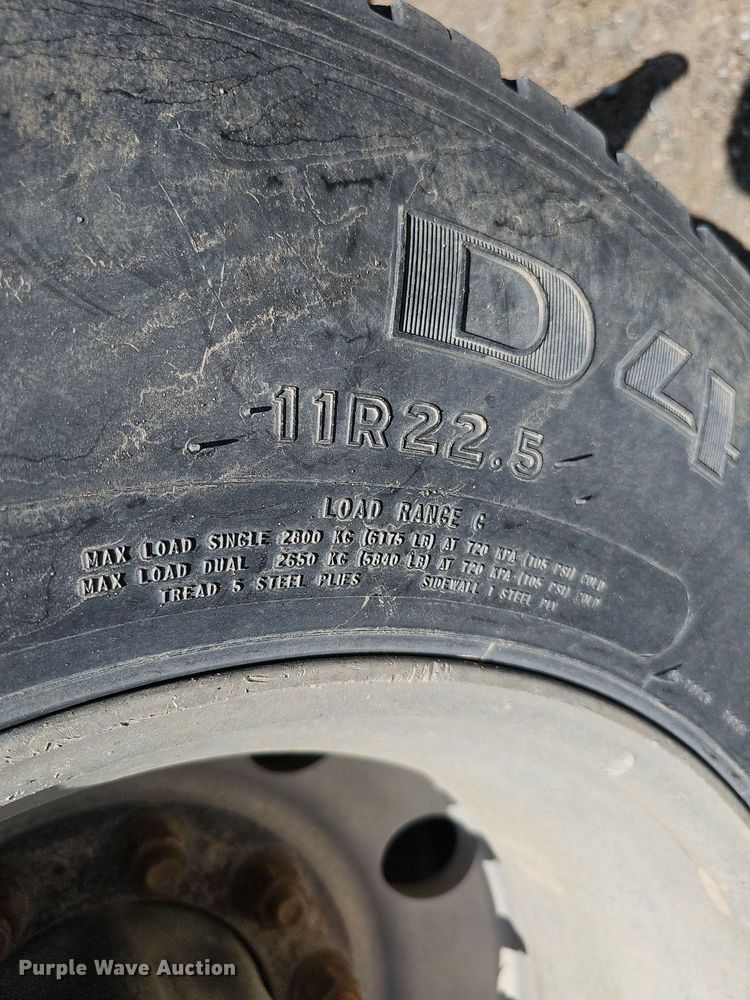 D4
11R22.5
LOAD RANGE G
MAX LOAD SINGLE 2800 KG (6175 LB) AT 720 KPA (105 PSI) COLD
MAX LOAD DUAL 2650 KG (5840 LB) AT 720 KPA (105 PSI) COLD
TREAD 5 STEEL PLIES SIDEWALL 1 STEEL PLY
Purple Wave Auction